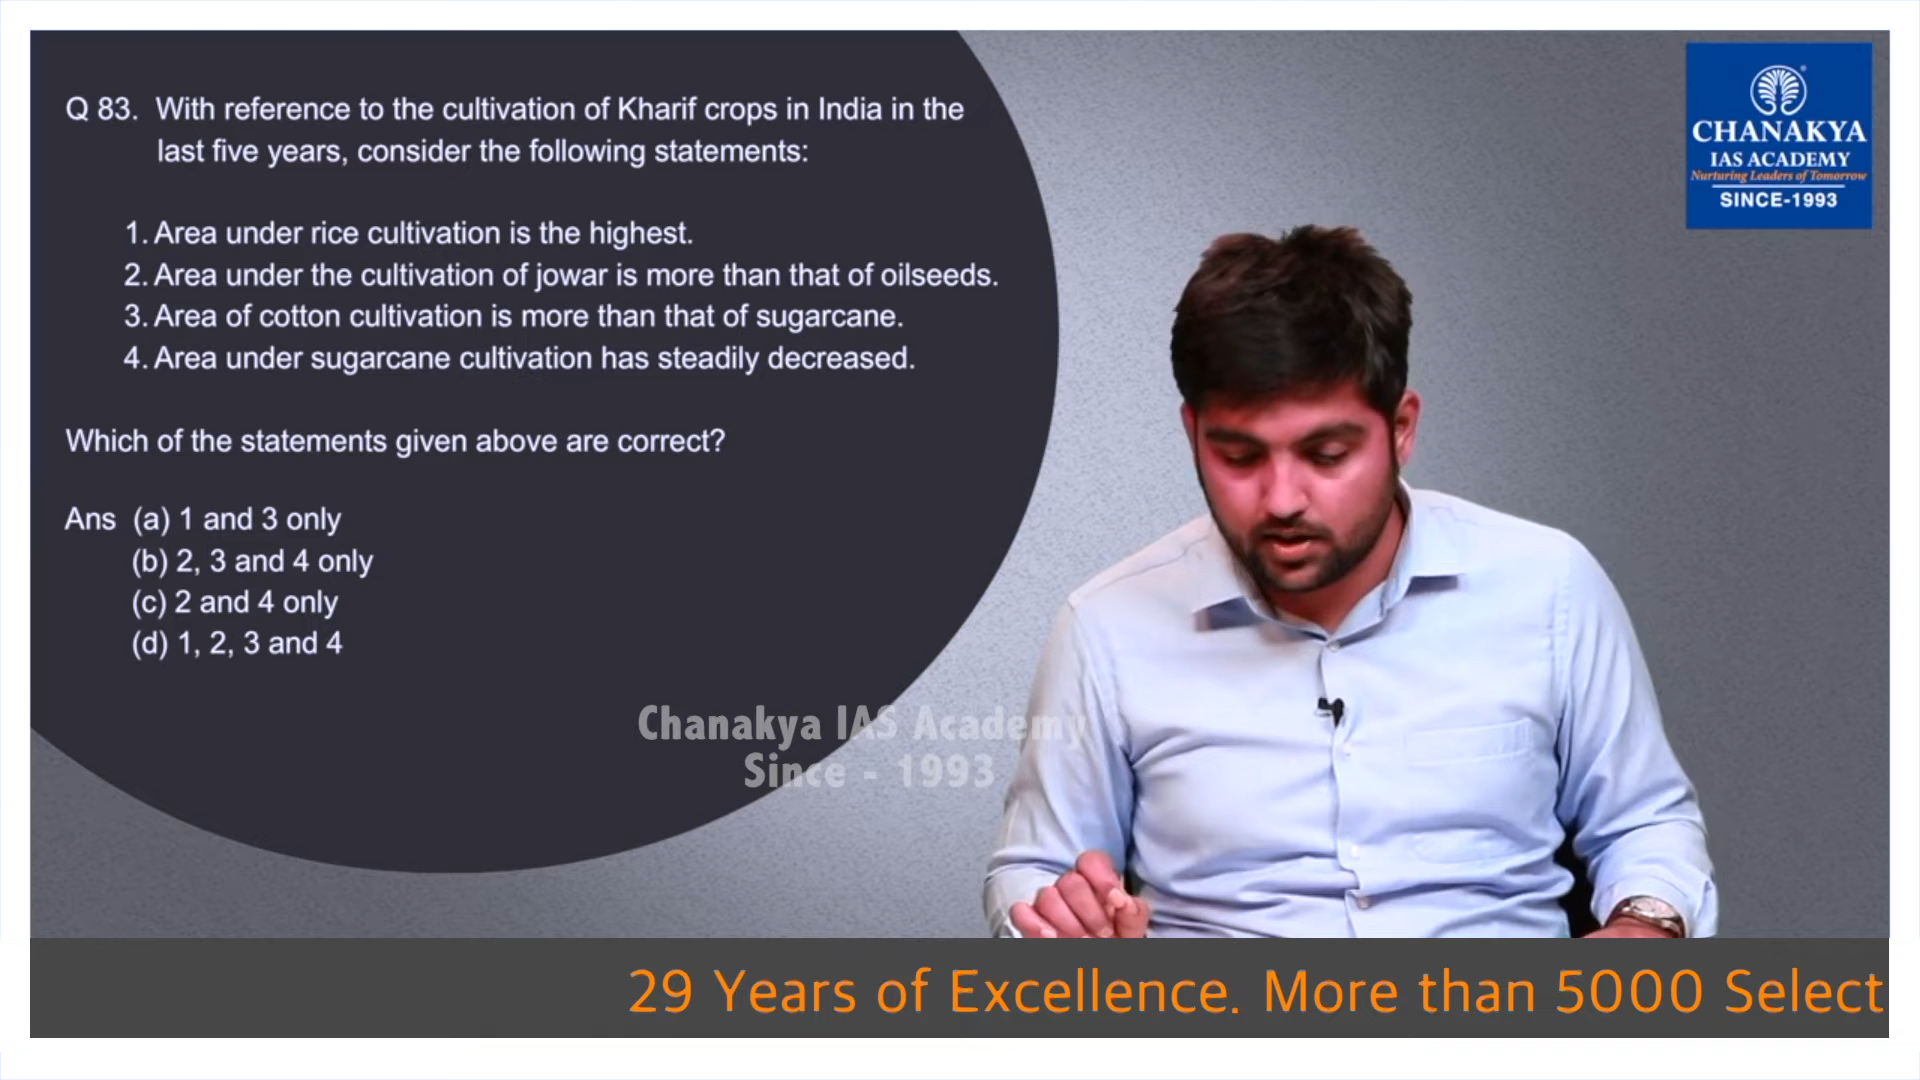 Q 83. With reference to the cultivation of Kharif crops in India in the
last five years, consider the following statements:
1. Area under rice cultivation is the highest.
2. Area under the cultivation of jowar is more than that of oilseeds.
3. Area of cotton cultivation is more than that of sugarcane.
4. Area under sugarcane cultivation has steadily decreased.
Which of the statements given above are correct?
Ans (a) 1 and 3 only
(b) 2, 3 and 4 only
(c) 2 and 4 only
(d) 1, 2, 3 and 4
CHANAKYA
IAS ACADEMY
Nurturing Leaders of Tomorrow
SINCE-1993
Chanakya IAS Academy
Since - 1993
29 Years of Excellence. More than 5000 Select